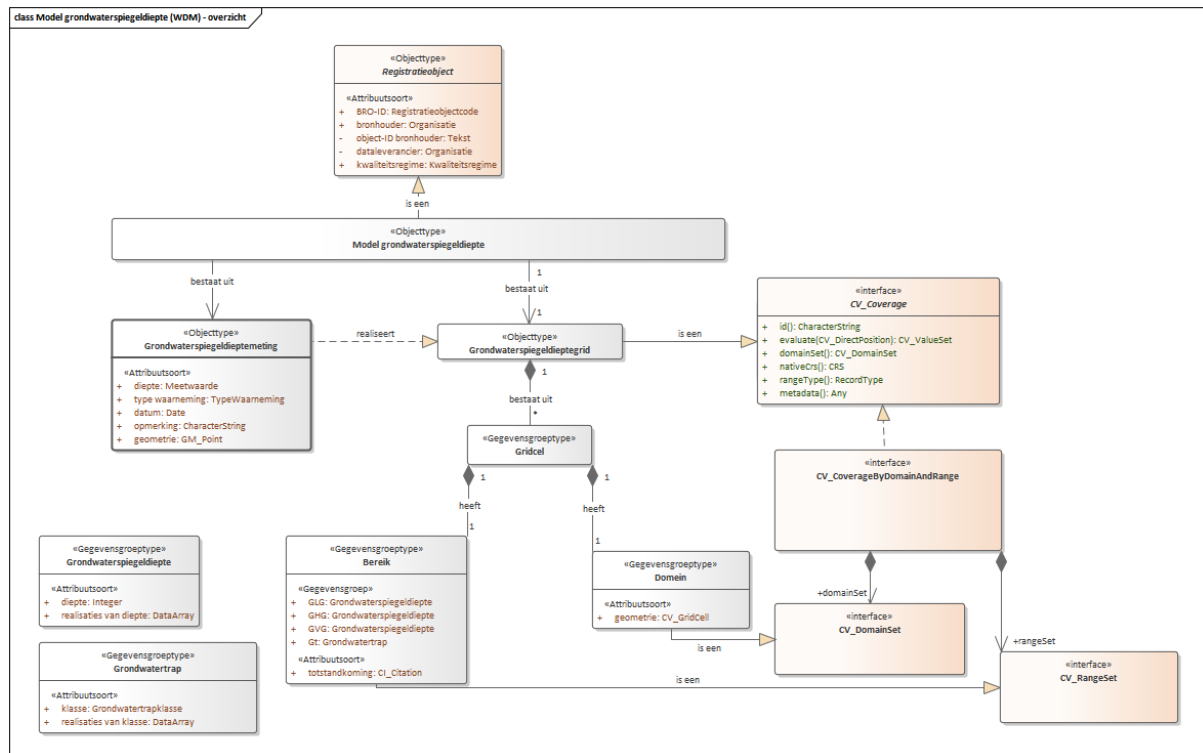 class Model grondwaterspiegeldiepte (WDM) - overzicht
«Objecttype»
Registratieobject
«Attribuutsoort»
+ BRO-ID: Registratieobjectcode
+ bronhouder: Organisatie
- object-ID bronhouder: Tekst
- dataleverancier: Organisatie
+ kwaliteitsregime: Kwaliteitsregime
is een
«Objecttype»
Model grondwaterspiegeldiepte
bestaat uit
1
bestaat uit
1
«Objecttype»
Grondwaterspiegeldieptemeting
«Attribuutsoort»
+ diepte: Meetwaarde
+ type waarneming: TypeWaarneming
+ datum: Date
+ opmerking: CharacterString
+ geometrie: GM_Point
realiseert
«Objecttype»
Grondwaterspiegeldieptegrid
is een
«interface»
CV_Coverage
+ id(): CharacterString
+ evaluate(CV_DirectPosition): CV_ValueSet
+ domainSet(): CV_DomainSet
+ nativeCrs(): CRS
+ rangeType(): RecordType
+ metadata(): Any
1
bestaat uit
*
«Gegevensgroeptype»
Gridcel
1
heeft
1
1
heeft
1
«interface»
CV_CoverageByDomainAndRange
«Gegevensgroeptype»
Grondwaterspiegeldiepte
«Attribuutsoort»
+ diepte: Integer
+ realisaties van diepte: DataArray
«Gegevensgroeptype»
Bereik
«Gegevensgroep»
+ GLG: Grondwaterspiegeldiepte
+ GHG: Grondwaterspiegeldiepte
+ GVG: Grondwaterspiegeldiepte
+ Gt: Grondwatertrap
«Attribuutsoort»
+ totstandkoming: CI_Citation
«Gegevensgroeptype»
Domein
«Attribuutsoort»
+ geometrie: CV_GridCell
is een
+domainSet
«interface»
CV_DomainSet
+rangeSet
«interface»
CV_RangeSet
is een
«Gegevensgroeptype»
Grondwatertrap
«Attribuutsoort»
+ klasse: Grondwatertrapklasse
+ realisaties van klasse: DataArray